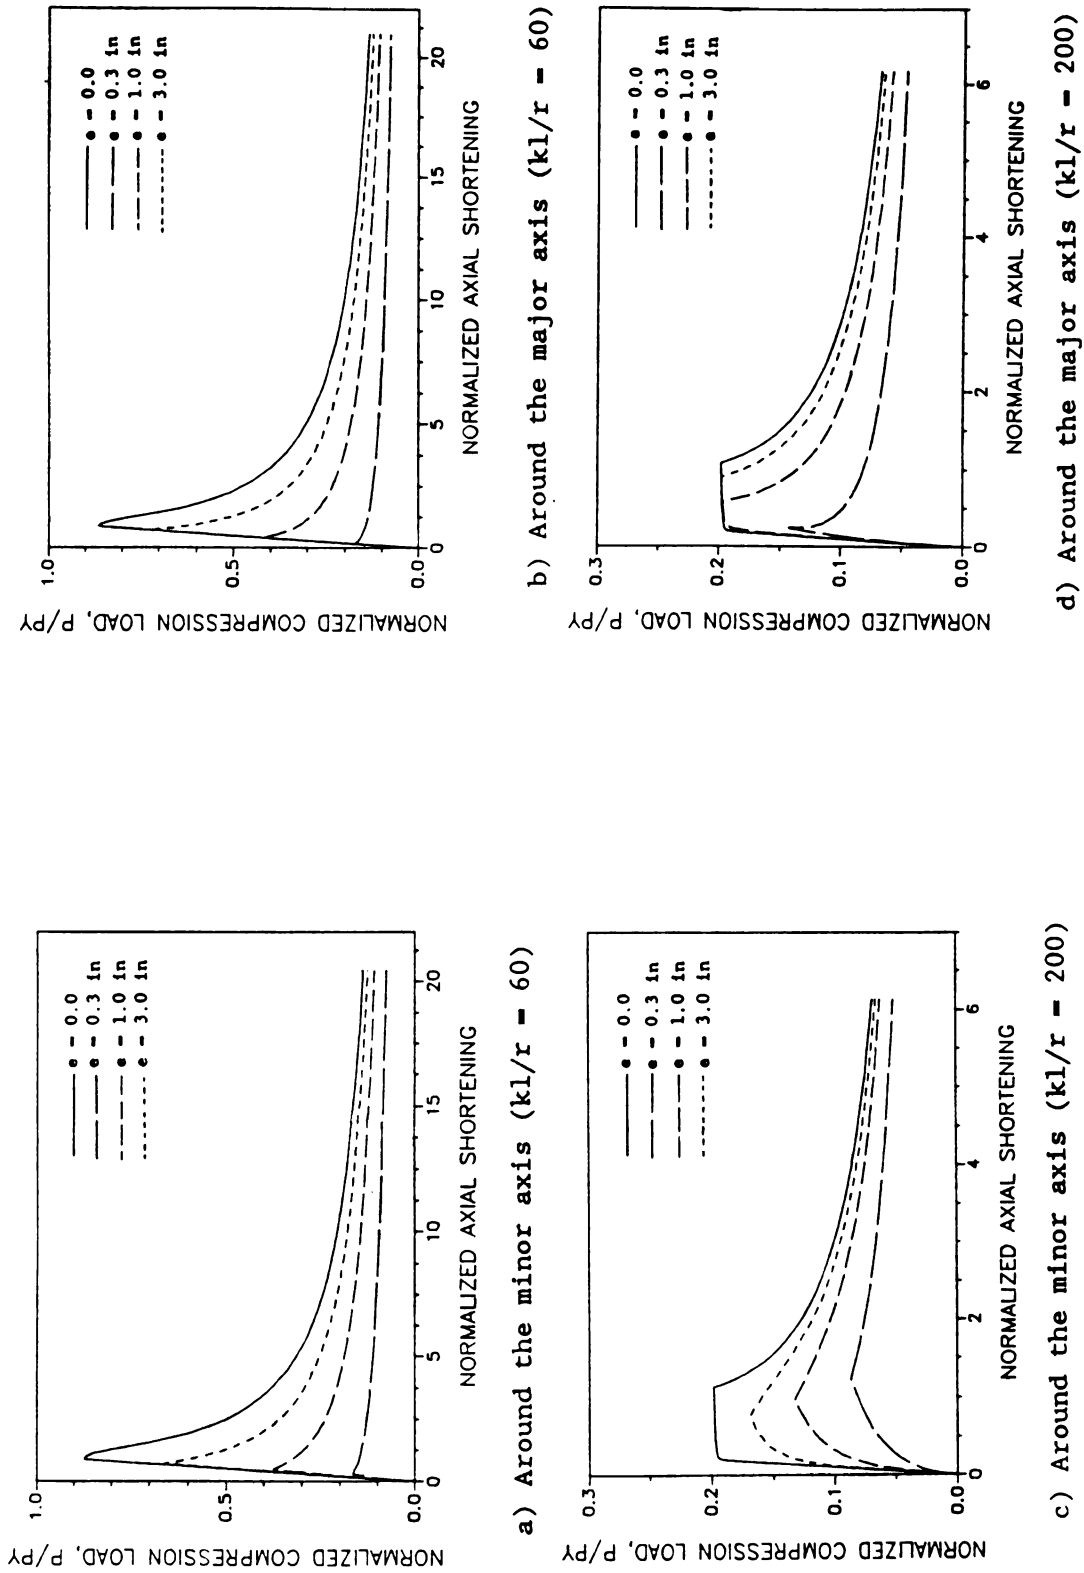 1.0
0.5
0.0
NORMALIZED COMPRESSION LOAD, P/PY
e = 0.0
e = 0.3 in
e = 1.0 in
e = 3.0 in
0 5 10 15 20
NORMALIZED AXIAL SHORTENING
a) Around the minor axis (kl/r = 60)
1.0
0.5
0.0
NORMALIZED COMPRESSION LOAD, P/PY
e = 0.0
e = 0.3 in
e = 1.0 in
e = 3.0 in
0 5 10 15 20
NORMALIZED AXIAL SHORTENING
b) Around the major axis (kl/r = 60)
0.3
0.2
0.1
0.0
NORMALIZED COMPRESSION LOAD, P/PY
e = 0.0
e = 0.3 in
e = 1.0 in
e = 3.0 in
0 2 4 6
NORMALIZED AXIAL SHORTENING
c) Around the minor axis (kl/r = 200)
0.3
0.2
0.1
0.0
NORMALIZED COMPRESSION LOAD, P/PY
e = 0.0
e = 0.3 in
e = 1.0 in
e = 3.0 in
0 2 4 6
NORMALIZED AXIAL SHORTENING
d) Around the major axis (kl/r = 200)